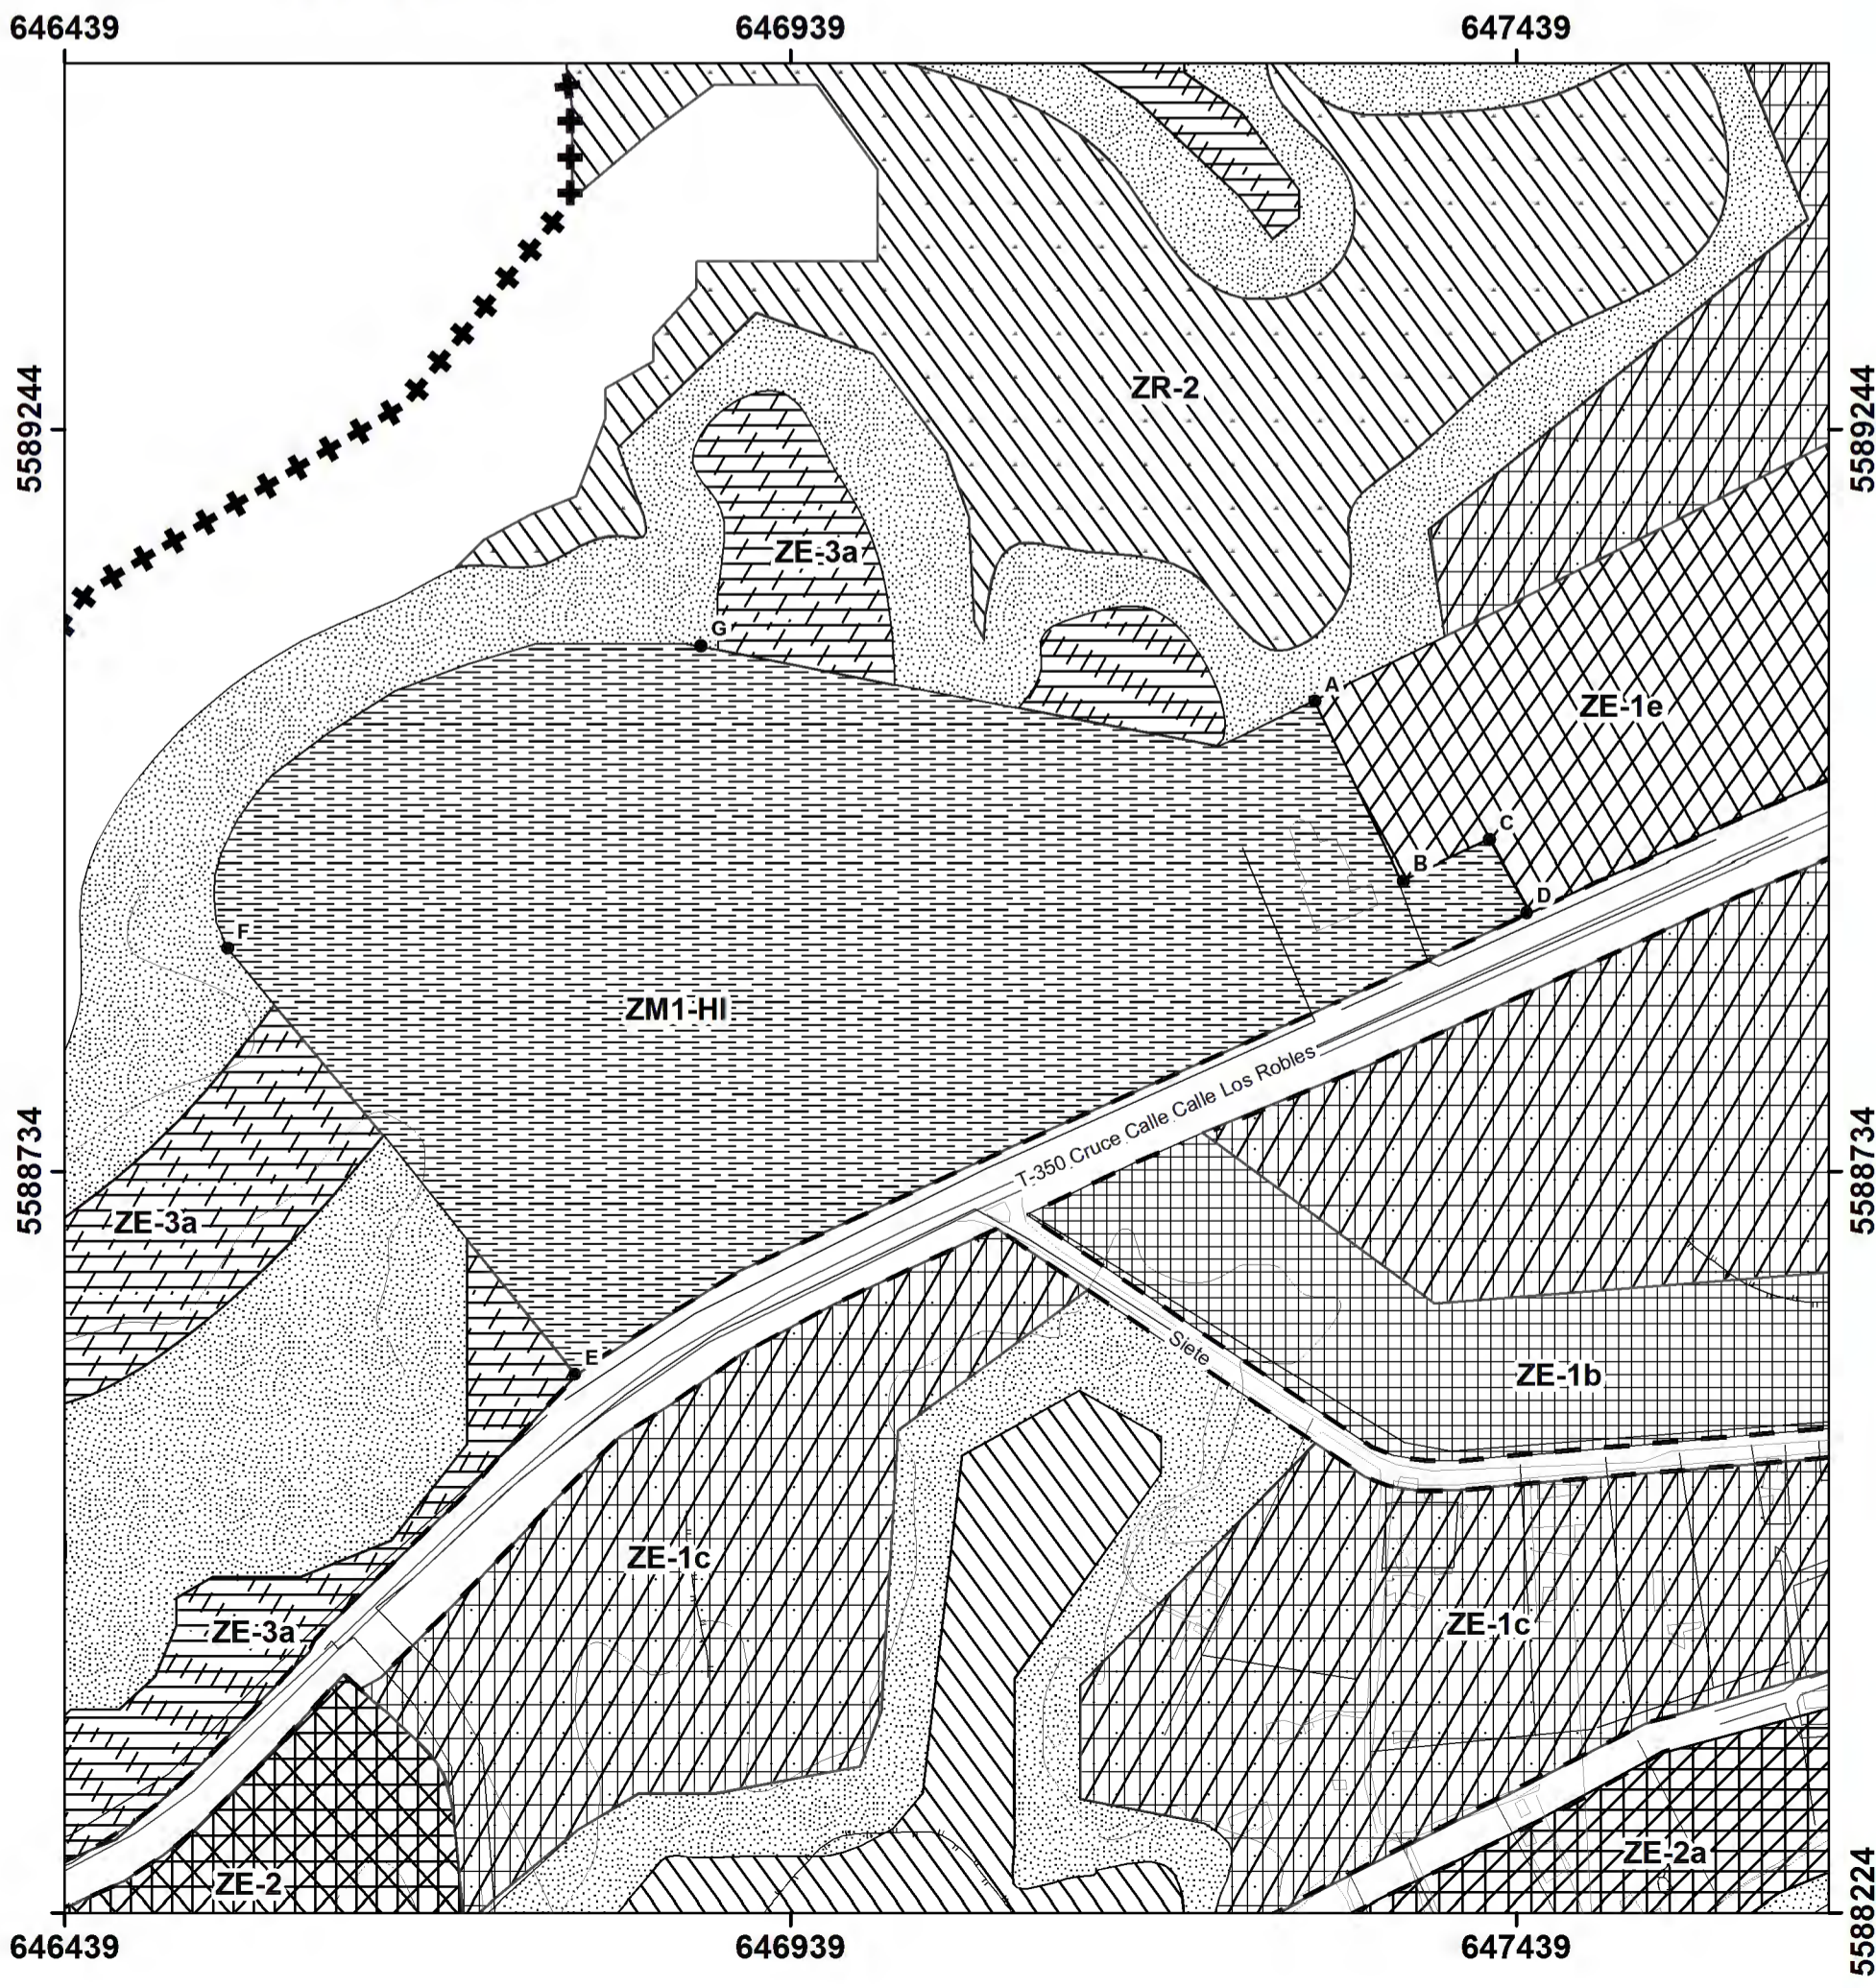 646439 646939 647439
5589244 5589244
ZR-2
ZE-3a
G
A
ZE-1e
C
B
D
F
ZM1-HI
T-350 Cruce Calle Calle Los Robles
5588734 5588734
ZE-3a
Siete
E
ZE-1b
ZE-1c
ZE-1c
ZE-3a
ZE-2a
ZE-2
5588224
646439 646939 647439